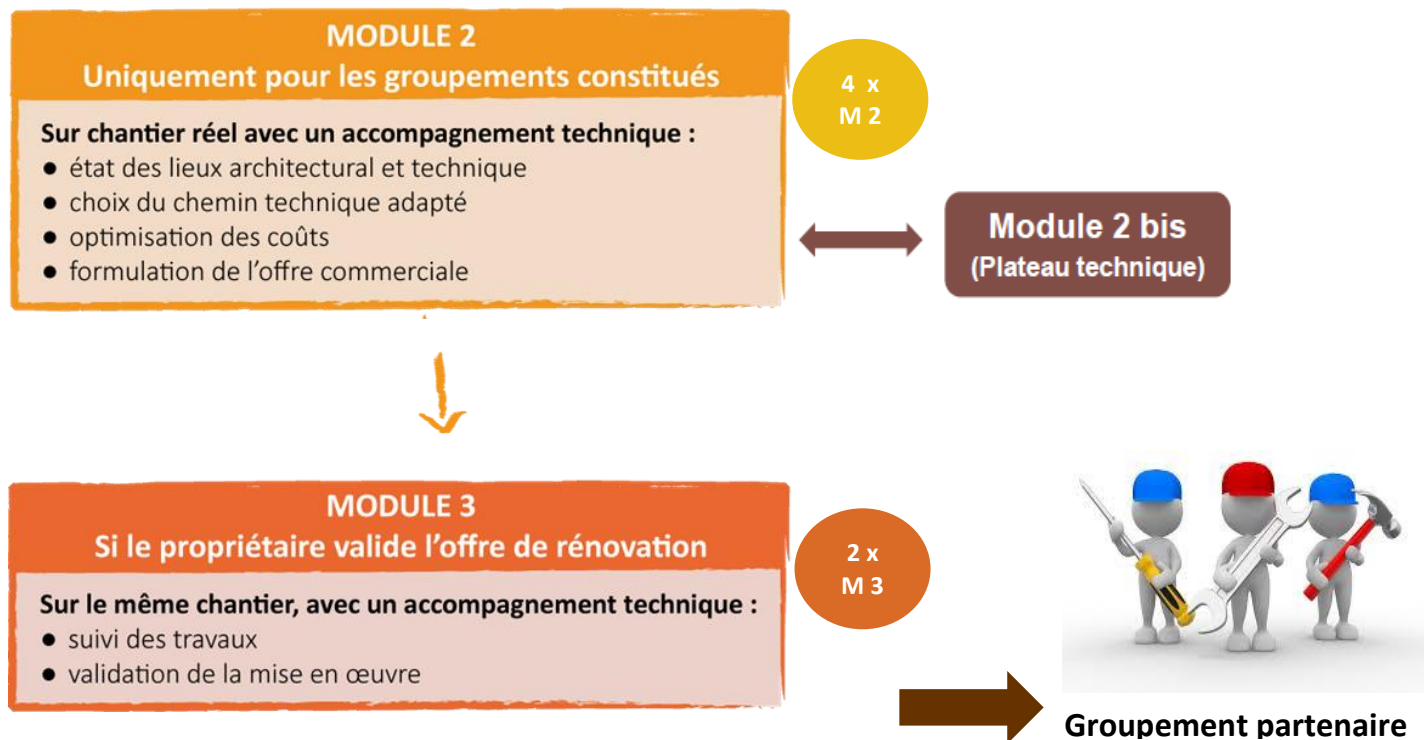 MODULE 2
Uniquement pour les groupements constitués
4 x
M 2
Sur chantier réel avec un accompagnement technique :
● état des lieux architectural et technique
● choix du chemin technique adapté
● optimisation des coûts
● formulation de l’offre commerciale
Module 2 bis
(Plateau technique)
MODULE 3
Si le propriétaire valide l’offre de rénovation
2 x
M 3
Sur le même chantier, avec un accompagnement technique :
● suivi des travaux
● validation de la mise en œuvre
Groupement partenaire